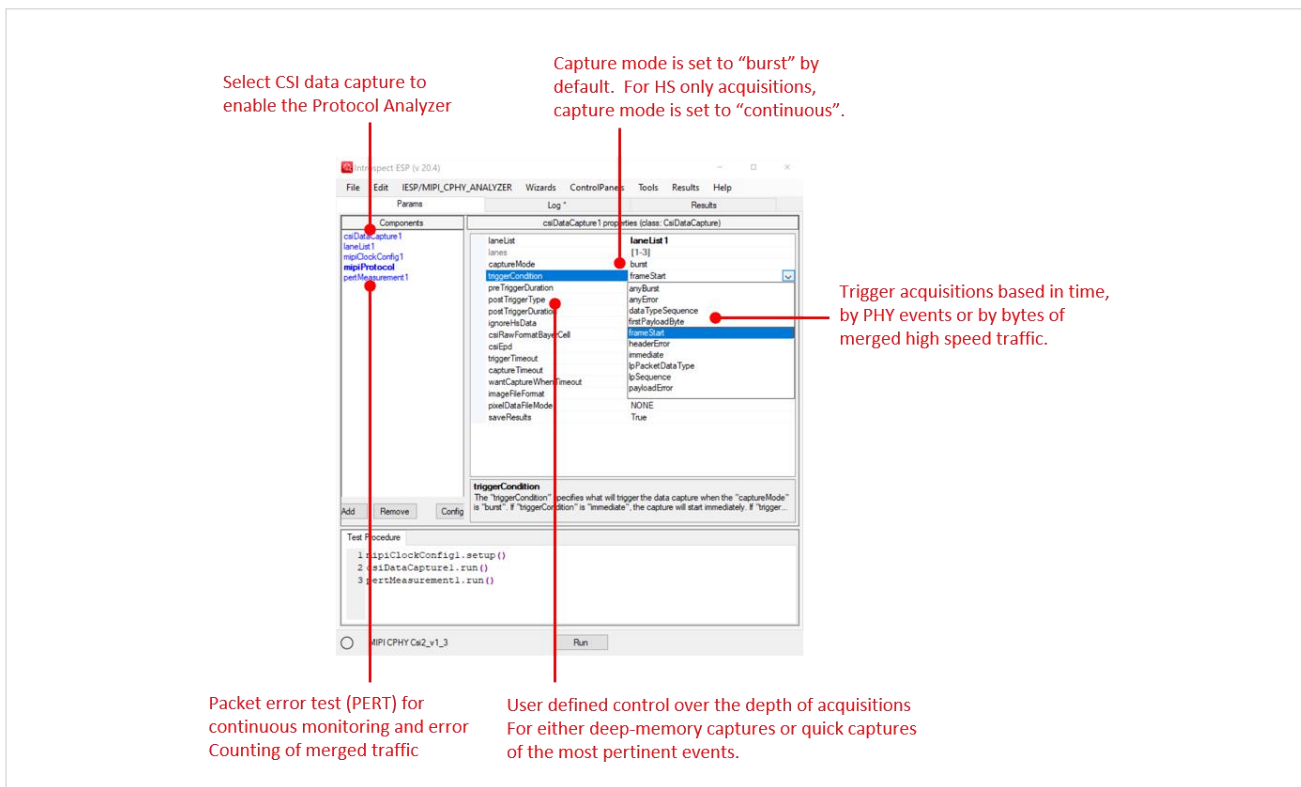 Select CSI data capture to
enable the Protocol Analyzer
Capture mode is set to “burst” by
default. For HS only acquisitions,
capture mode is set to “continuous”.
Introspect ESP (v 20.4)
File Edit IESP/MIPI_CPHY_ANALYZER Wizards ControlPanels Tools Results Help
Params Log * Results
Components
csiDataCapture1
laneList1
mipiClockConfig1
mipiProtocol
pertMeasurement1
Add Remove Config
csiDataCapture1 properties (class: CsiDataCapture)
laneList laneList1
lanes [1-3]
captureMode burst
triggerCondition frameStart
preTriggerDuration
postTriggerType
postTriggerDuration
ignoreHsData
csiRawFormatBayerCell
csiEpd
triggerTimeout
captureTimeout
wantCaptureWhenTimeout
imageFileFormat
pixelDataFileMode NONE
saveResults True
anyBurst
anyError
dataTypeSequence
firstPayloadByte
frameStart
headerError
immediate
lpPacketDataType
lpSequence
payloadError
triggerCondition
The "triggerCondition" specifies what will trigger the data capture when the "captureMode"
is "burst". If "triggerCondition" is "immediate", the capture will start immediately. If "trigger...
Trigger acquisitions based in time,
by PHY events or by bytes of
merged high speed traffic.
Test Procedure
1 mipiClockConfig1.setup()
2 csiDataCapture1.run()
3 pertMeasurement1.run()
MIPI CPHY Csi2_v1_3 Run
Packet error test (PERT) for
continuous monitoring and error
Counting of merged traffic
User defined control over the depth of acquisitions
For either deep-memory captures or quick captures
of the most pertinent events.